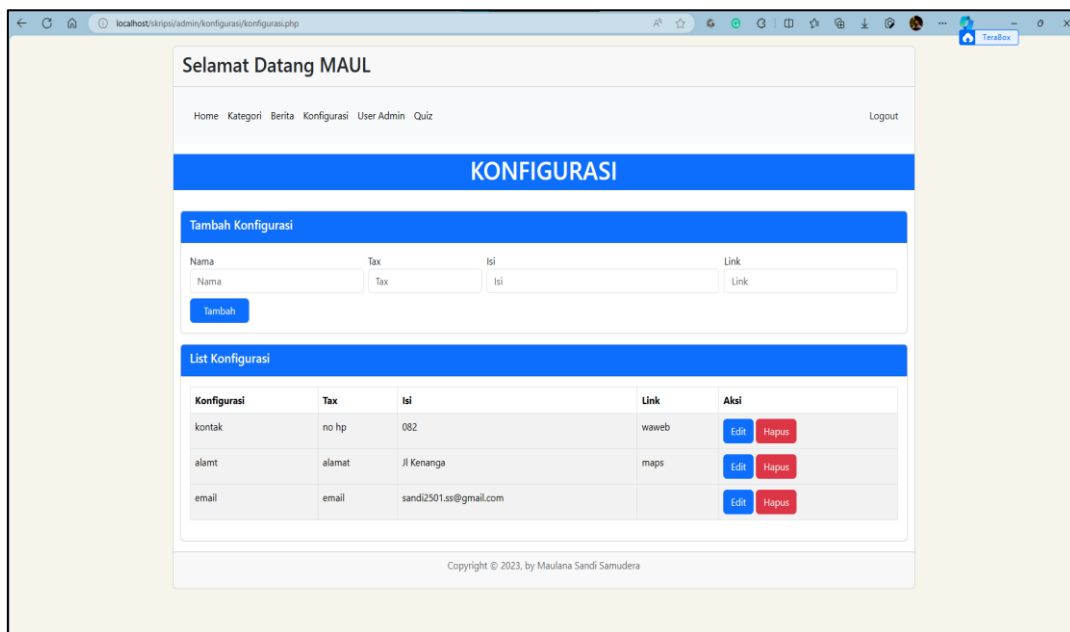 localhost/skripsi/admin/konfigurasi/konfigurasi.php
TeraBox
Selamat Datang MAUL
Home Kategori Berita Konfigurasi User Admin Quiz Logout
KONFIGURASI
Tambah Konfigurasi
Nama Tax Isi Link
Nama Tax Isi Link
Tambah
List Konfigurasi
Konfigurasi Tax Isi Link Aksi
kontak no hp 082 waweb Edit Hapus
alamt alamat Jl Kenanga maps Edit Hapus
email email sandi2501.ss@gmail.com Edit Hapus
Copyright © 2023, by Maulana Sandi Samudera